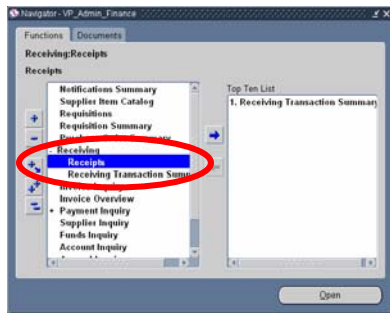 Navigator - VP_Admin_Finance
Functions
Documents
Receiving:Receipts
Receipts
Notifications Summary
Supplier Item Catalog
Requisitions
Requisition Summary
- Receiving
Receipts
Receiving Transaction Summ
Invoice Overview
+ Payment Inquiry
Supplier Inquiry
Funds Inquiry
Account Inquiry
Top Ten List
1. Receiving Transaction Summary
Open